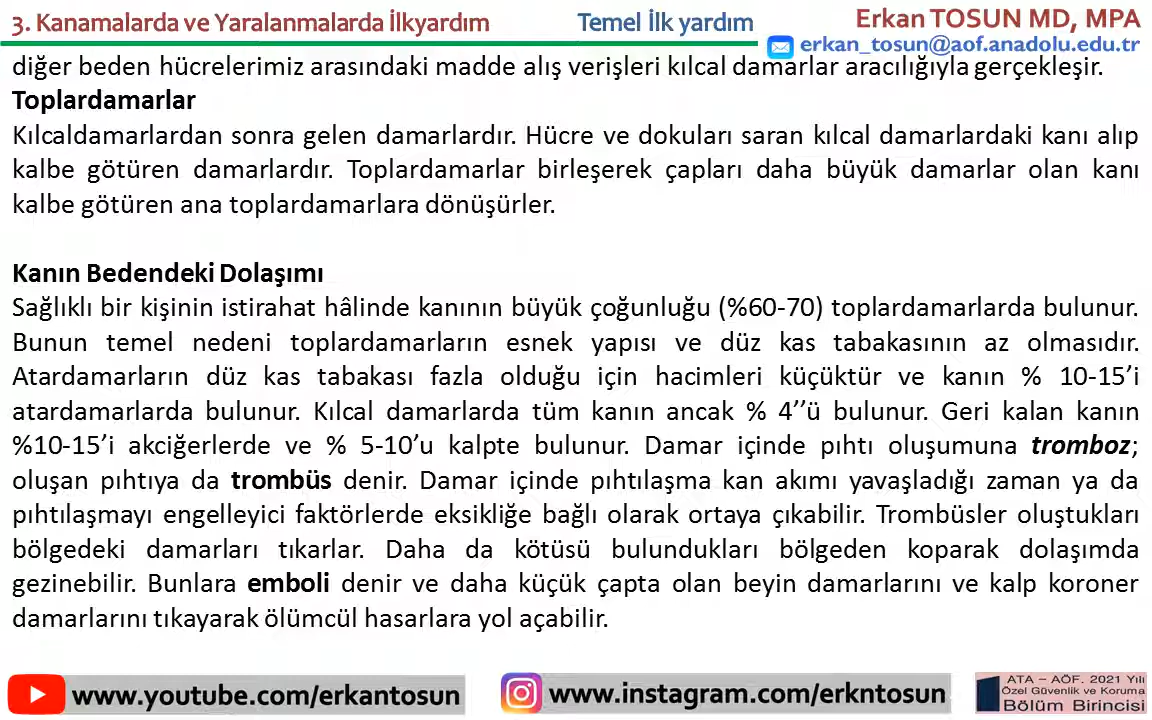 3. Kanamalarda ve Yaralanmalarda İlkyardım
Temel İlk yardım
Erkan TOSUN MD, MPA
erkan_tosun@aof.anadolu.edu.tr
diğer beden hücrelerimiz arasındaki madde alış verişleri kılcal damarlar aracılığıyla gerçekleşir.
Toplardamarlar
Kılcaldamarlardan sonra gelen damarlardır. Hücre ve dokuları saran kılcal damarlardaki kanı alıp
kalbe götüren damarlardır. Toplardamarlar birleşerek çapları daha büyük damarlar olan kanı
kalbe götüren ana toplardamarlara dönüşürler.
Kanın Bedendeki Dolaşımı
Sağlıklı bir kişinin istirahat hâlinde kanının büyük çoğunluğu (%60-70) toplardamarlarda bulunur.
Bunun temel nedeni toplardamarların esnek yapısı ve düz kas tabakasının az olmasıdır.
Atardamarların düz kas tabakası fazla olduğu için hacimleri küçüktür ve kanın % 10-15’i
atardamarlarda bulunur. Kılcal damarlarda tüm kanın ancak % 4’’ü bulunur. Geri kalan kanın
%10-15’i akciğerlerde ve % 5-10’u kalpte bulunur. Damar içinde pıhtı oluşumuna tromboz;
oluşan pıhtıya da trombüs denir. Damar içinde pıhtılaşma kan akımı yavaşladığı zaman ya da
pıhtılaşmayı engelleyici faktörlerde eksikliğe bağlı olarak ortaya çıkabilir. Trombüsler oluştukları
bölgedeki damarları tıkarlar. Daha da kötüsü bulundukları bölgeden koparak dolaşımda
gezinebilir. Bunlara emboli denir ve daha küçük çapta olan beyin damarlarını ve kalp koroner
damarlarını tıkayarak ölümcül hasarlara yol açabilir.
www.youtube.com/erkantosun
www.instagram.com/erkntosun
ATA – AÖF. 2021 Yılı
Özel Güvenlik ve Koruma
Bölüm Birincisi